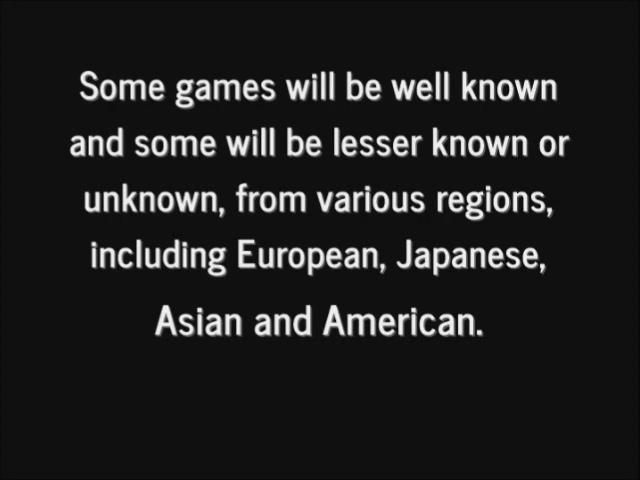 Some games will be well known
and some will be lesser known or
unknown, from various regions,
including European, Japanese,
Asian and American.